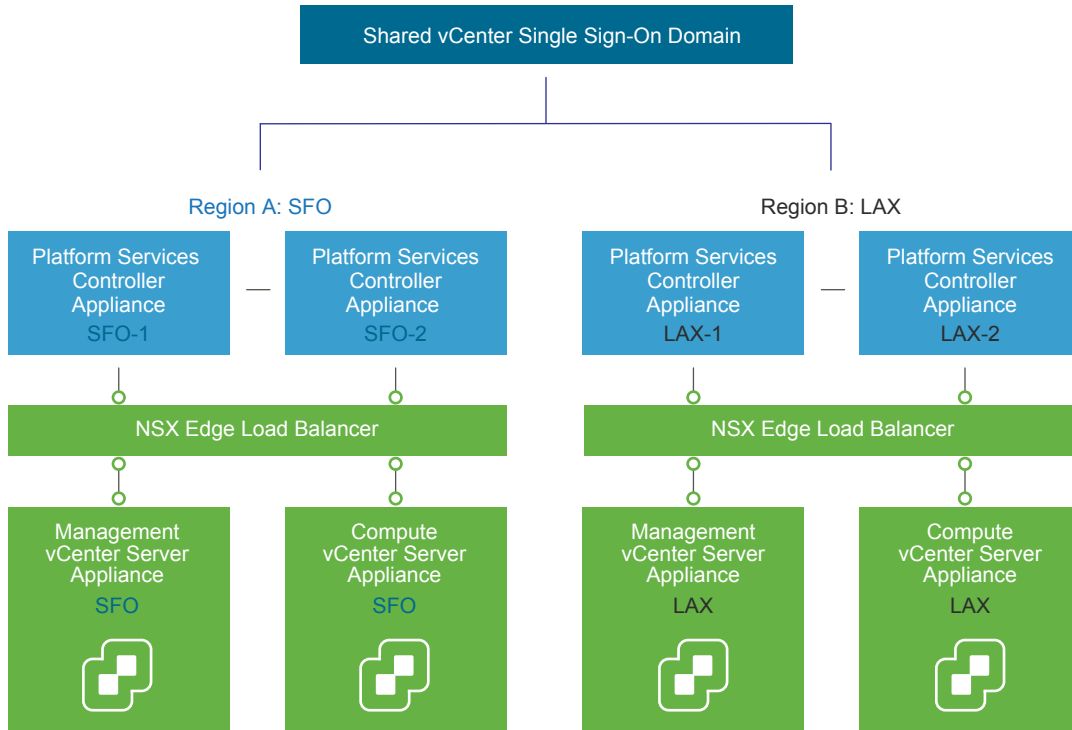 Shared vCenter Single Sign-On Domain
Region A: SFO
Region B: LAX
Platform Services
Controller
Appliance
SFO-1
Platform Services
Controller
Appliance
SFO-2
Platform Services
Controller
Appliance
LAX-1
Platform Services
Controller
Appliance
LAX-2
NSX Edge Load Balancer
NSX Edge Load Balancer
Management
vCenter Server
Appliance
SFO
Compute
vCenter Server
Appliance
SFO
Management
vCenter Server
Appliance
LAX
Compute
vCenter Server
Appliance
LAX